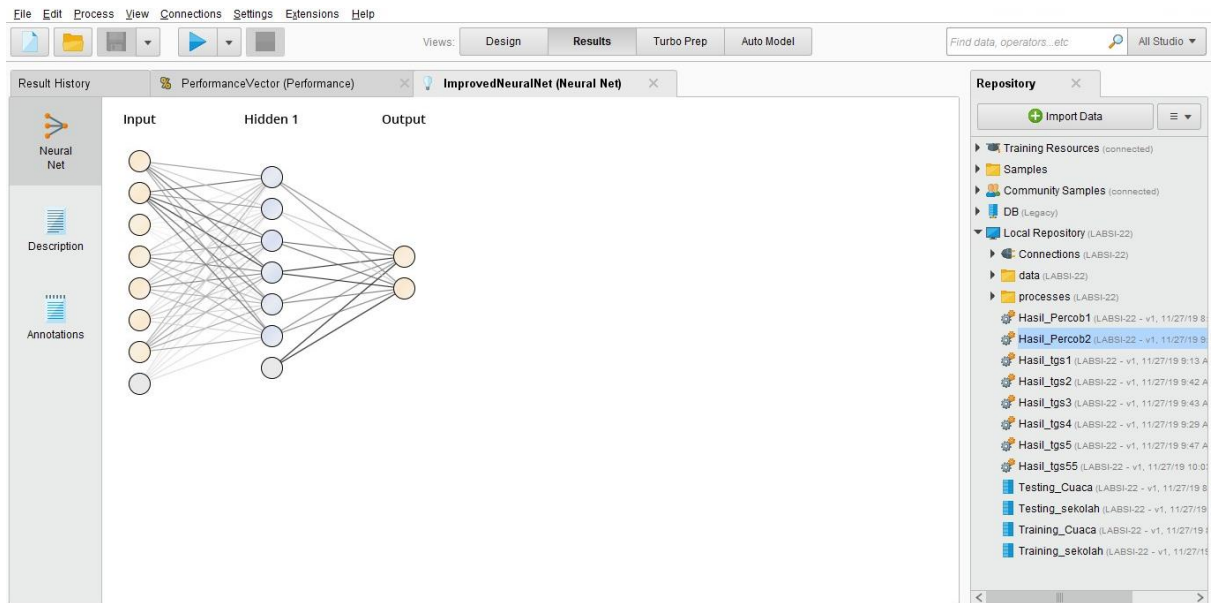 File Edit Process View Connections Settings Extensions Help
Views: Design Results Turbo Prep Auto Model
Find data, operators...etc
All Studio
Result History
PerformanceVector (Performance)
ImprovedNeuralNet (Neural Net)
Repository
Neural
Net
Description
Annotations
Input Hidden 1 Output
Import Data
Training Resources (connected)
Samples
Community Samples (connected)
DB (Legacy)
Local Repository (LABSI-22)
Connections (LABSI-22)
data (LABSI-22)
processes (LABSI-22)
Hasil_Percob1 (LABSI-22 - v1, 11/27/19 8:
Hasil_Percob2 (LABSI-22 - v1, 11/27/19 9:
Hasil_tgs1 (LABSI-22 - v1, 11/27/19 9:13 A
Hasil_tgs2 (LABSI-22 - v1, 11/27/19 9:42 A
Hasil_tgs3 (LABSI-22 - v1, 11/27/19 9:43 A
Hasil_tgs4 (LABSI-22 - v1, 11/27/19 9:29 A
Hasil_tgs5 (LABSI-22 - v1, 11/27/19 9:47 A
Hasil_tgs55 (LABSI-22 - v1, 11/27/19 10:0
Testing_Cuaca (LABSI-22 - v1, 11/27/19 8
Testing_sekolah (LABSI-22 - v1, 11/27/19
Training_Cuaca (LABSI-22 - v1, 11/27/19
Training_sekolah (LABSI-22 - v1, 11/27/19